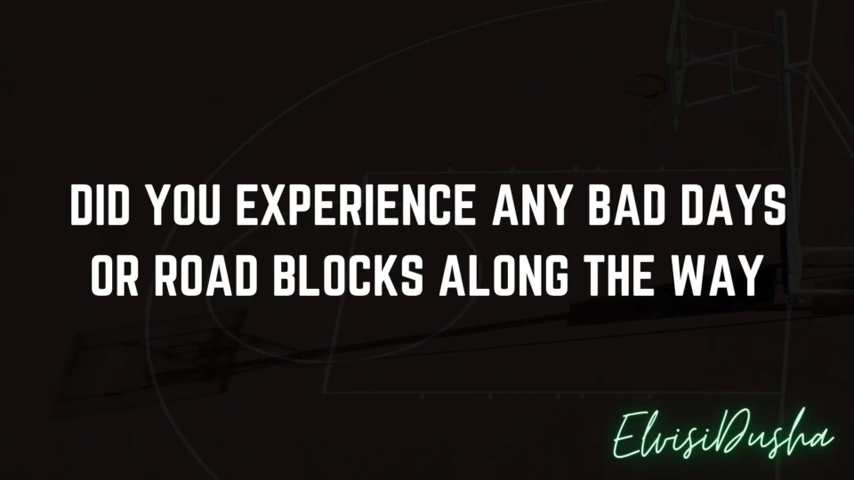 DID YOU EXPERIENCE ANY BAD DAYS
OR ROAD BLOCKS ALONG THE WAY
ElvisiDusha